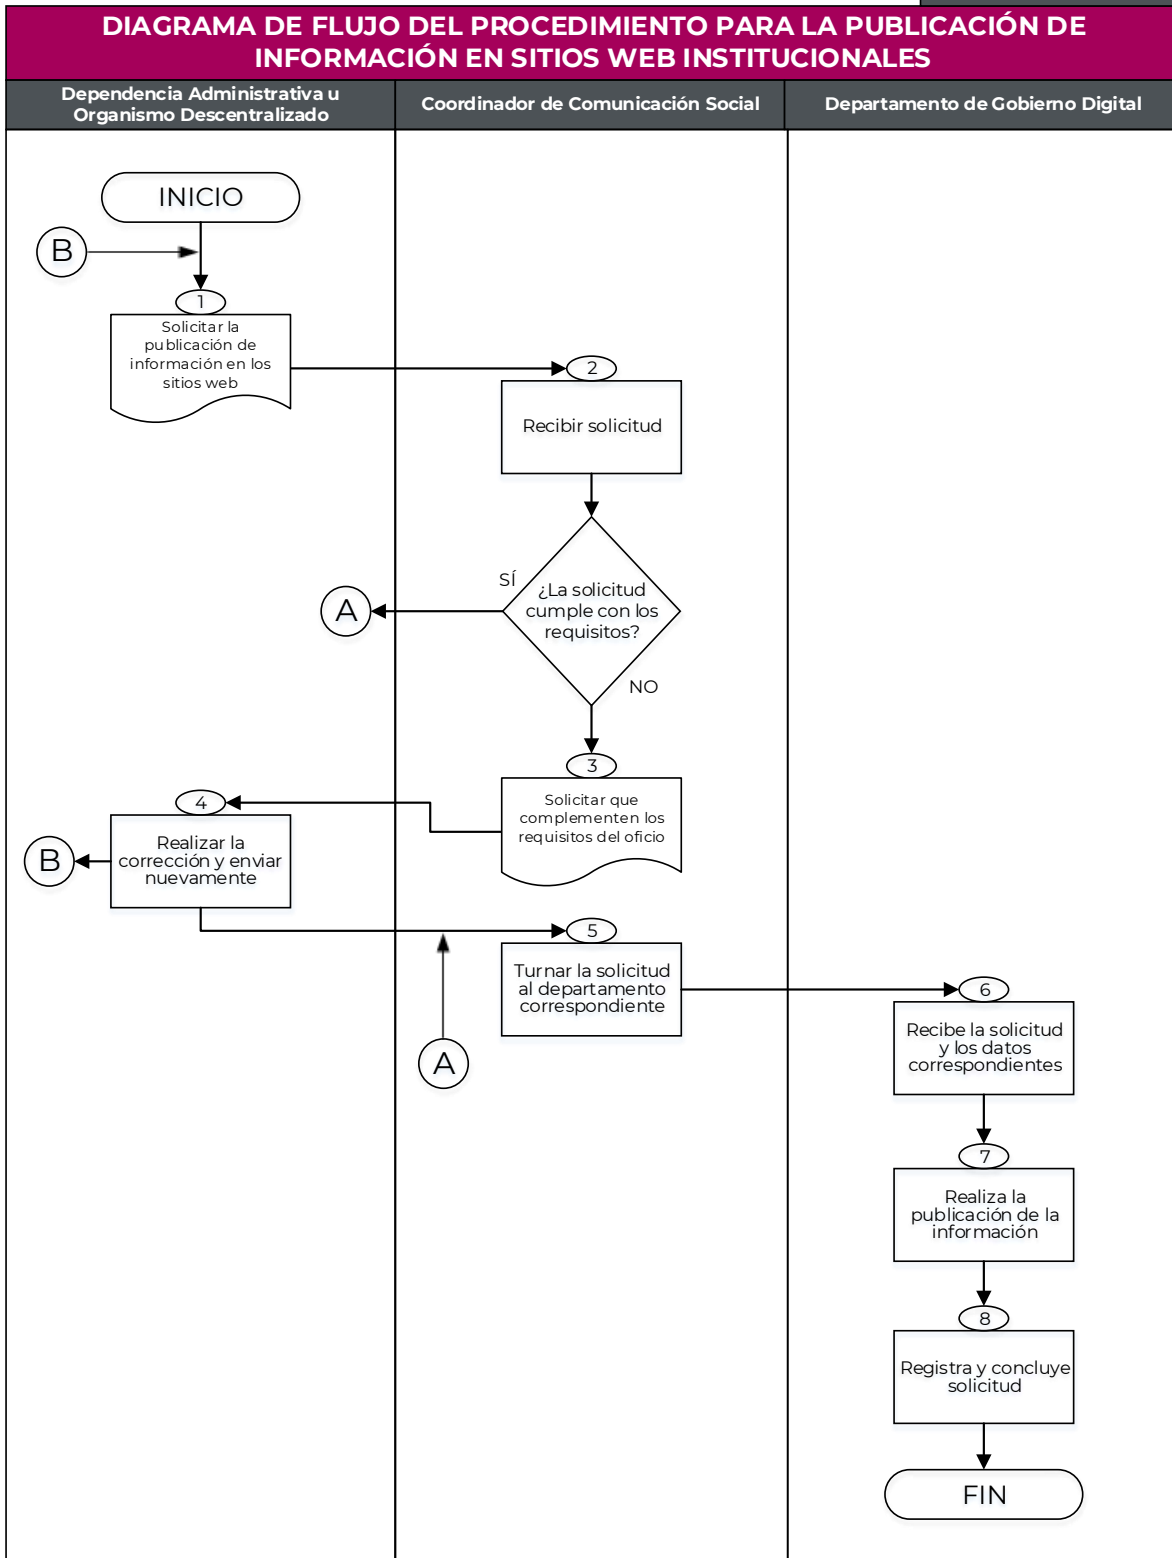 DIAGRAMA DE FLUJO DEL PROCEDIMIENTO PARA LA PUBLICACIÓN DE
INFORMACIÓN EN SITIOS WEB INSTITUCIONALES
Dependencia Administrativa u
Organismo Descentralizado
Coordinador de Comunicación Social
Departamento de Gobierno Digital
INICIO
B
1
Solicitar la
publicación de
información en los
sitios web
2
Recibir solicitud
SÍ
¿La solicitud
cumple con los
requisitos?
A
NO
3
Solicitar que
complementen los
requisitos del oficio
4
Realizar la
corrección y enviar
nuevamente
B
5
Turnar la solicitud
al departamento
correspondiente
A
6
Recibe la solicitud
y los datos
correspondientes
7
Realiza la
publicación de la
información
8
Registra y concluye
solicitud
FIN